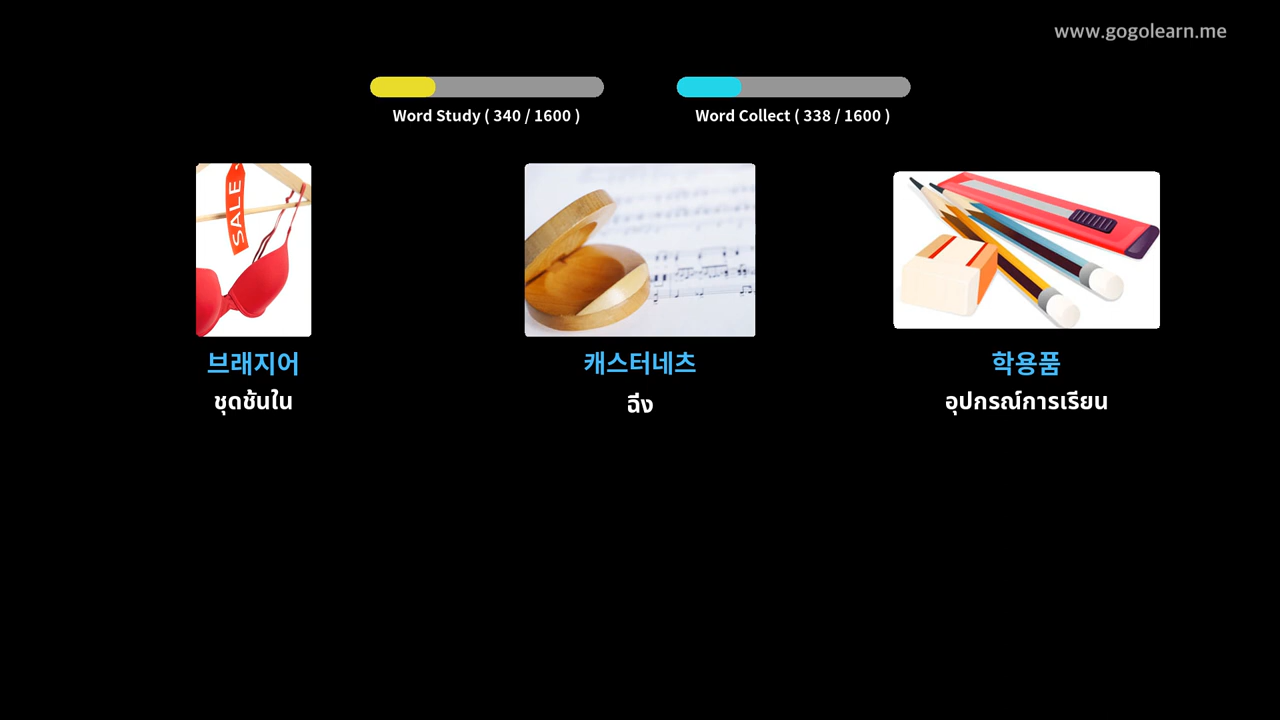 www.gogolearn.me
Word Study ( 340 / 1600 )
Word Collect ( 338 / 1600 )
SALE
브래지어
캐스터네츠
학용품
ชุดชั้นใน
ฉิ่ง
อุปกรณ์การเรียน